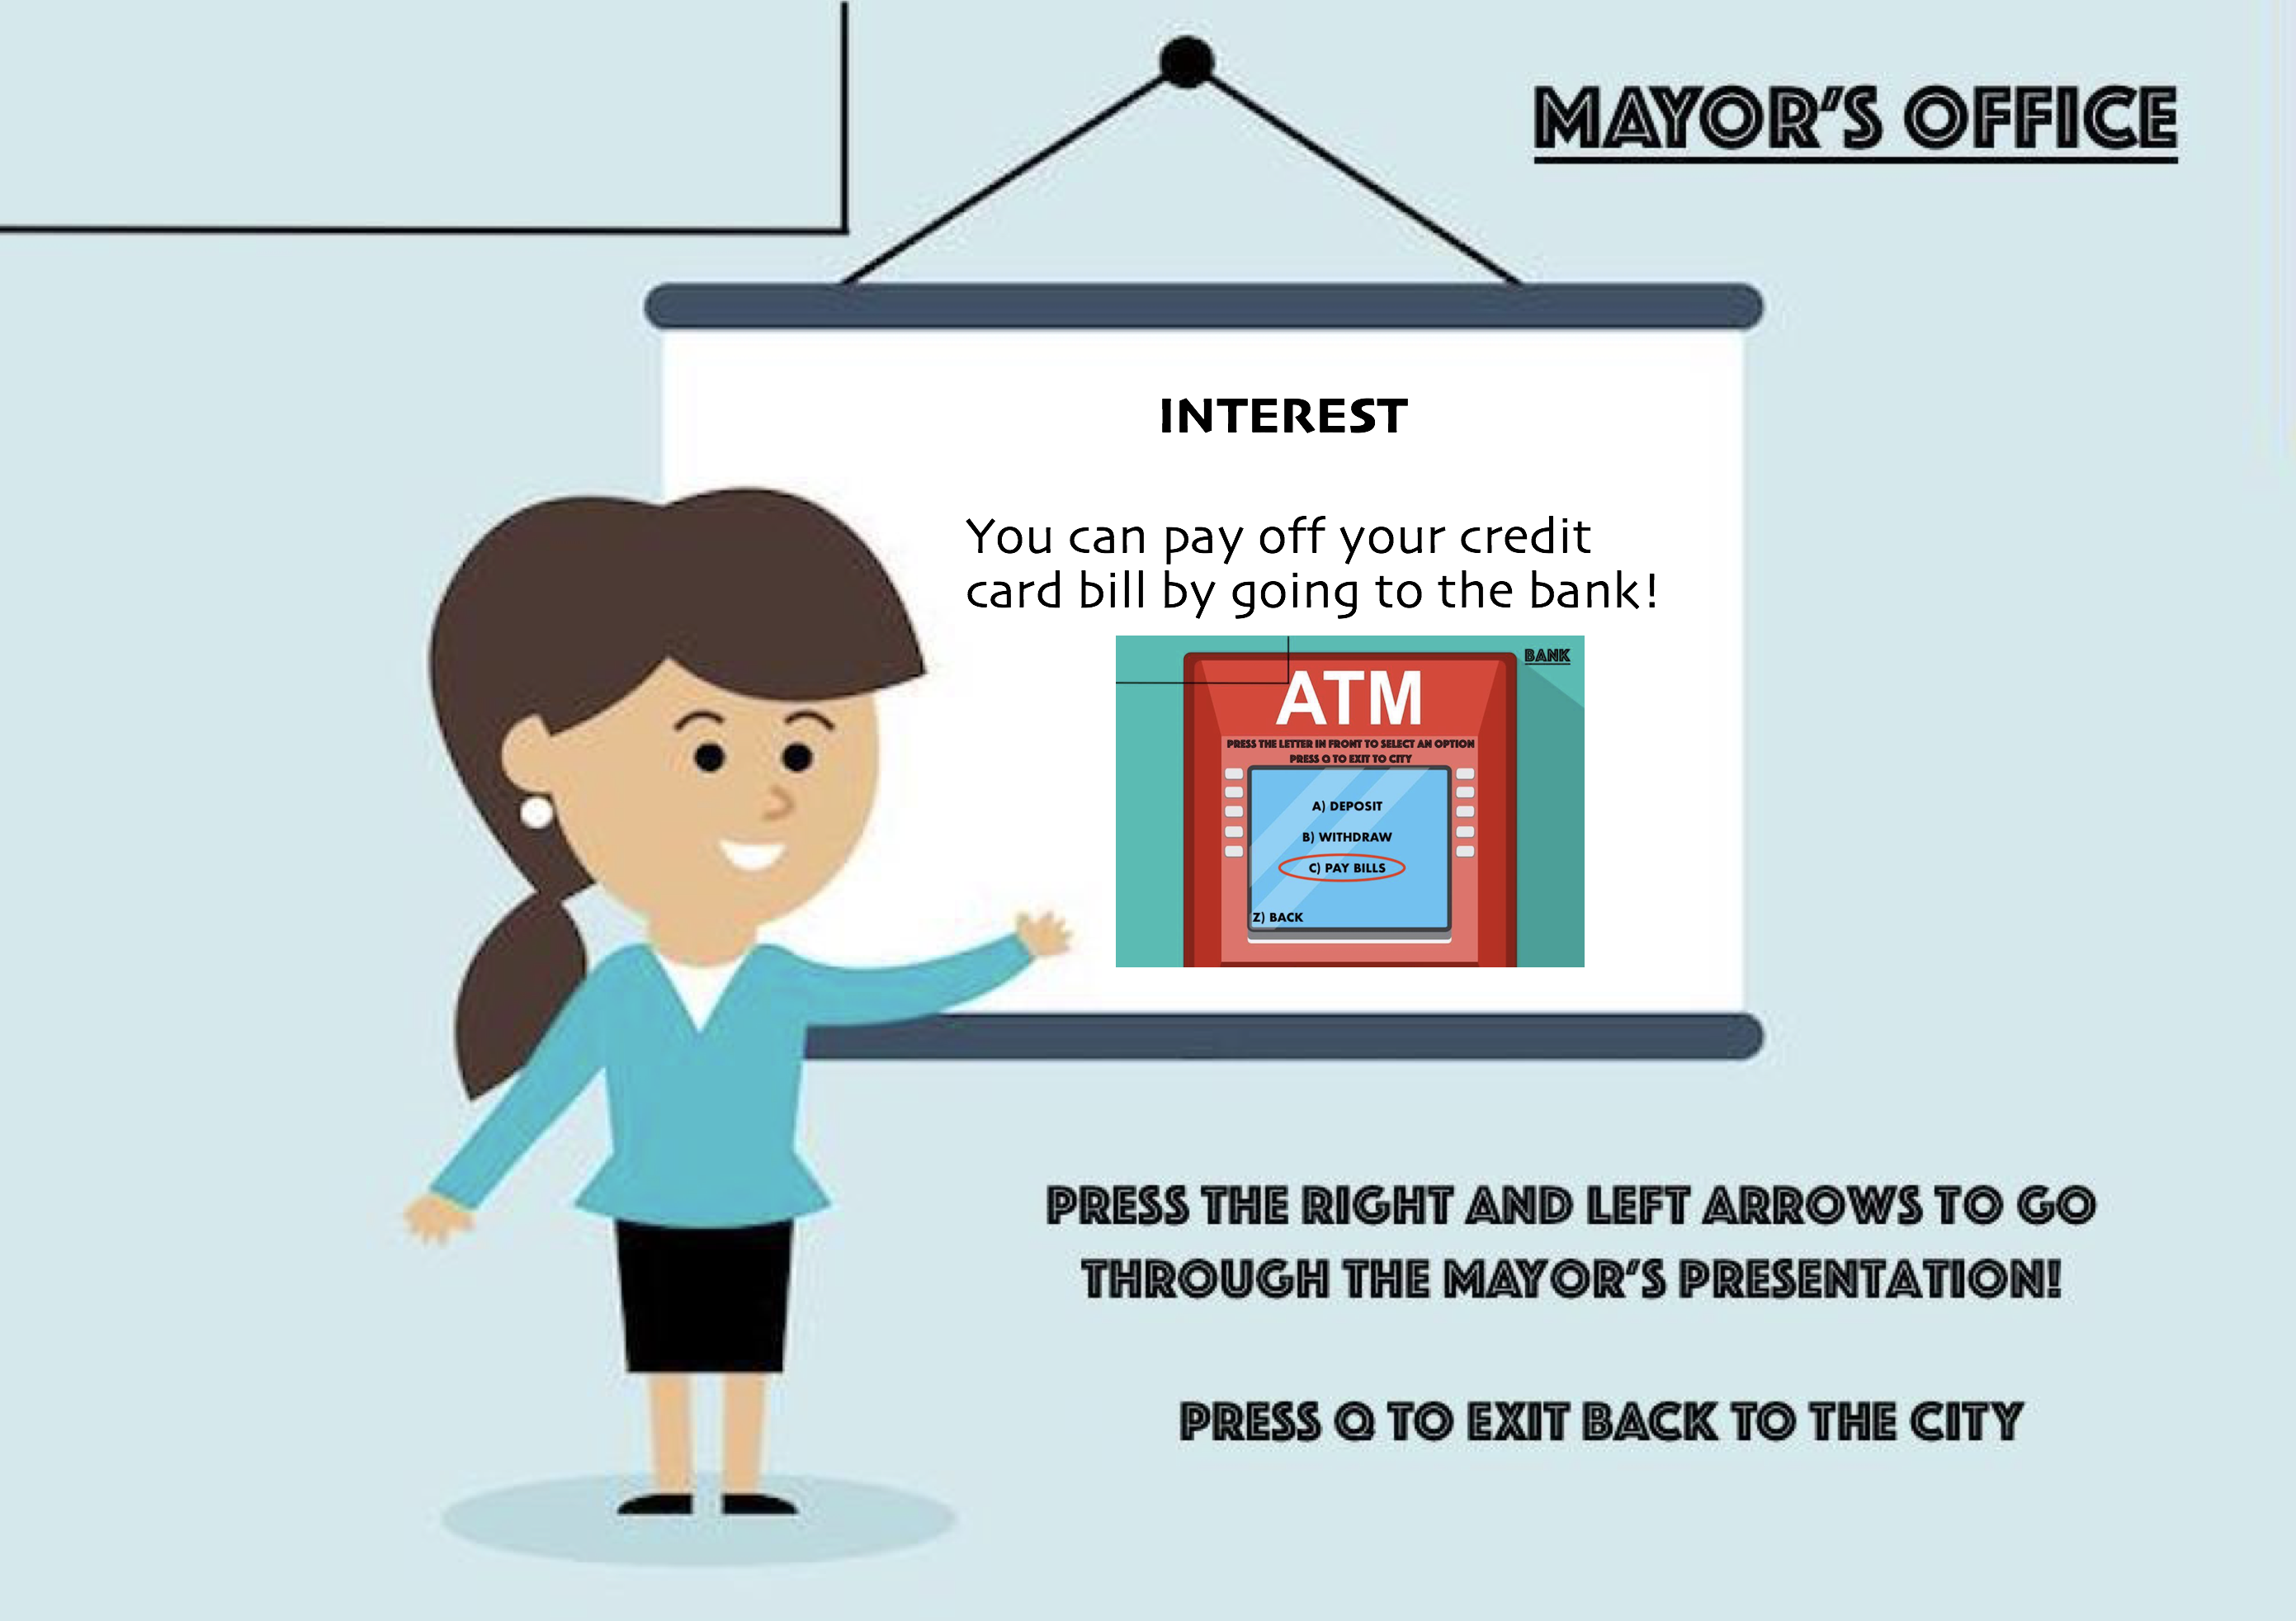 MAYOR'S OFFICE
INTEREST
You can pay off your credit
card bill by going to the bank!
BANK
ATM
PRESS THE LETTER IN FRONT TO SELECT AN OPTION
PRESS Q TO EXIT TO CITY
A) DEPOSIT
B) WITHDRAW
C) PAY BILLS
Z) BACK
PRESS THE RIGHT AND LEFT ARROWS TO GO
THROUGH THE MAYOR'S PRESENTATION!
PRESS Q TO EXIT BACK TO THE CITY